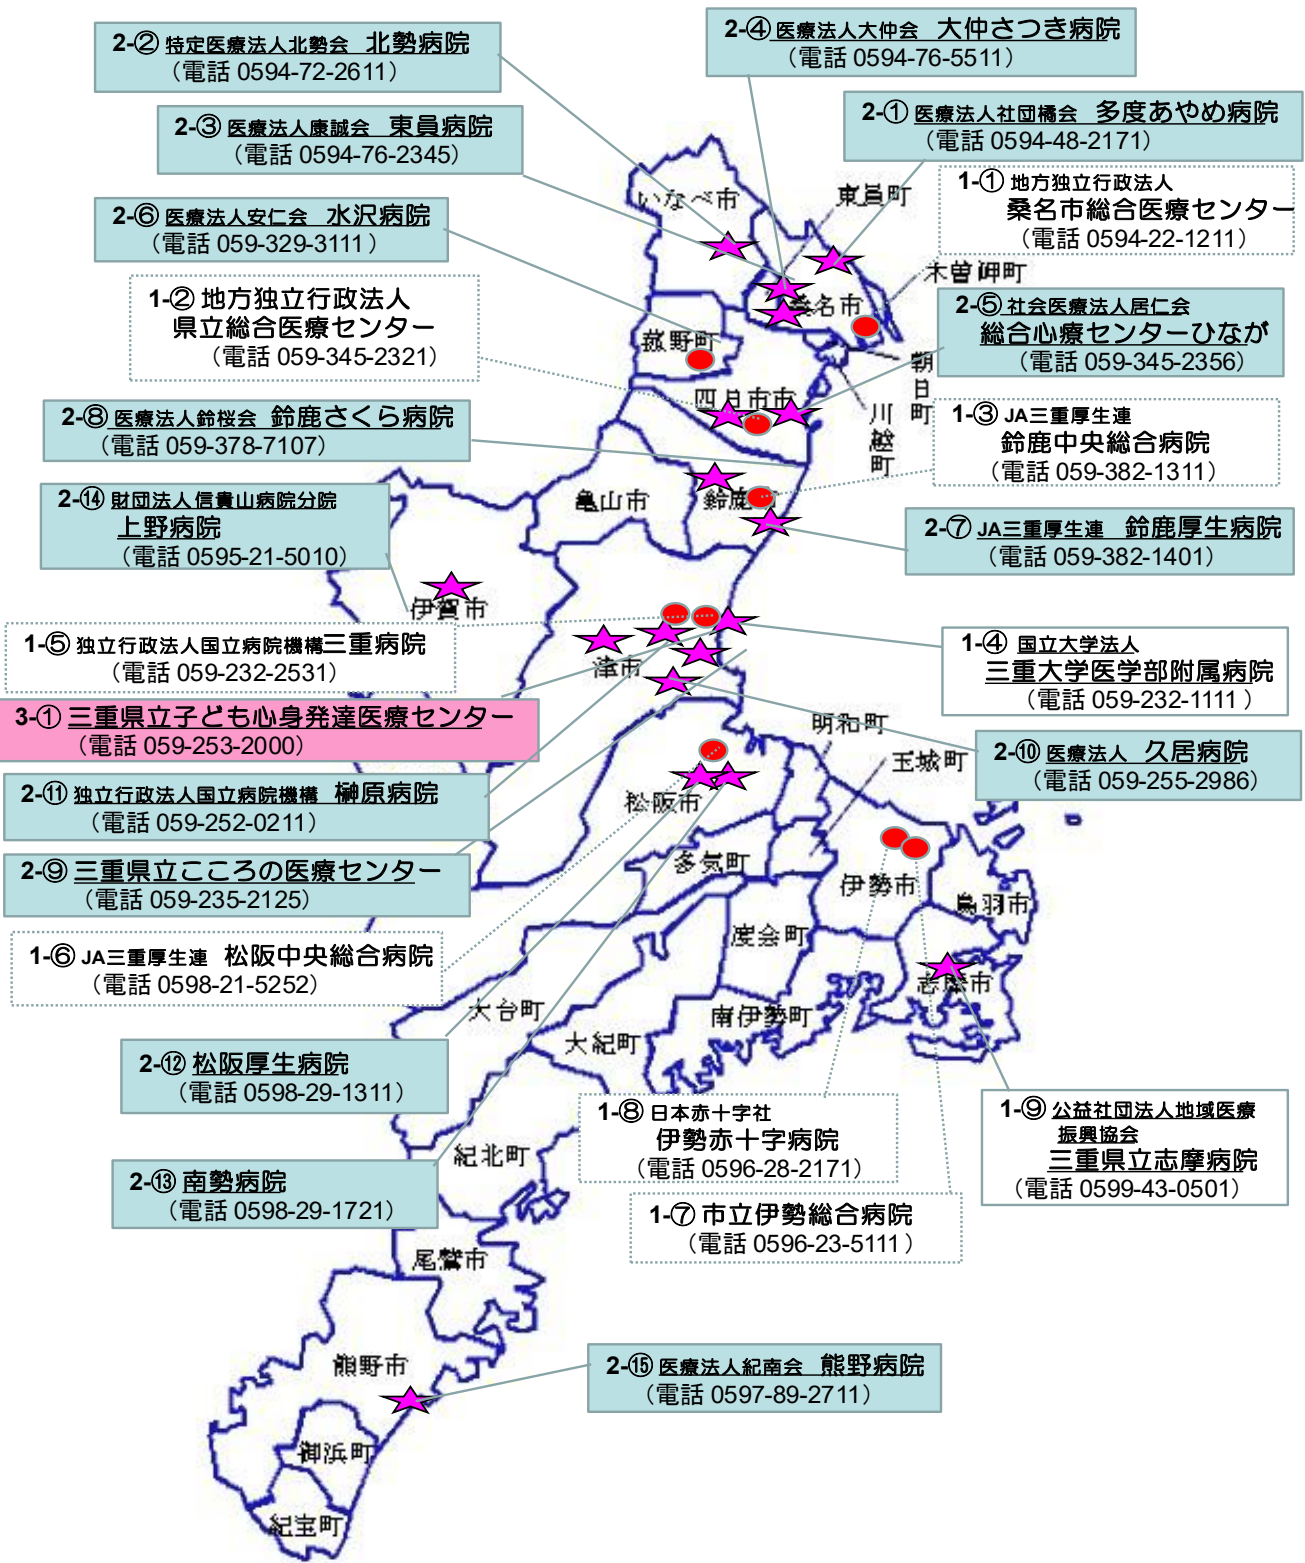 2-② 特定医療法人北勢会 北勢病院
（電話 0594-72-2611）
2-④ 医療法人大仲会 大仲さつき病院
（電話 0594-76-5511）
2-③ 医療法人康誠会 東員病院
（電話 0594-76-2345）
2-① 医療法人社団橘会 多度あやめ病院
（電話 0594-48-2171）
1-① 地方独立行政法人
桑名市総合医療センター
（電話 0594-22-1211）
2-⑥ 医療法人安仁会 水沢病院
（電話 059-329-3111）
1-② 地方独立行政法人
県立総合医療センター
（電話 059-345-2321）
2-⑤ 社会医療法人居仁会
総合心療センターひなが
（電話 059-345-2356）
2-⑧ 医療法人鈴桜会 鈴鹿さくら病院
（電話 059-378-7107）
1-③ JA三重厚生連
鈴鹿中央総合病院
（電話 059-382-1311）
2-⑭ 財団法人信貴山病院分院
上野病院
（電話 0595-21-5010）
2-⑦ JA三重厚生連 鈴鹿厚生病院
（電話 059-382-1401）
1-⑤ 独立行政法人国立病院機構三重病院
（電話 059-232-2531）
1-④ 国立大学法人
三重大学医学部附属病院
（電話 059-232-1111 ）
3-① 三重県立子ども心身発達医療センター
（電話 059-253-2000）
2-⑩ 医療法人 久居病院
（電話 059-255-2986）
2-⑪ 独立行政法人国立病院機構 榊原病院
（電話 059-252-0211）
2-⑨ 三重県立こころの医療センター
（電話 059-235-2125）
1-⑥ JA三重厚生連 松阪中央総合病院
（電話 0598-21-5252）
2-⑫ 松阪厚生病院
（電話 0598-29-1311）
1-⑧ 日本赤十字社
伊勢赤十字病院
（電話 0596-28-2171）
1-⑨ 公益社団法人地域医療
振興協会
三重県立志摩病院
（電話 0599-43-0501）
2-⑬ 南勢病院
（電話 0598-29-1721）
1-⑦ 市立伊勢総合病院
（電話 0596-23-5111）
2-⑮ 医療法人紀南会 熊野病院
（電話 0597-89-2711）
いなべ市
東員町
木曽岬町
桑名市
菰野町
朝日町
四日市市
川越町
亀山市
鈴鹿
伊賀市
津市
明和町
玉城町
松阪市
多気町
伊勢市
鳥羽市
度会町
志摩市
大台町
南伊勢町
大紀町
紀北町
尾鷲市
熊野市
御浜町
紀宝町